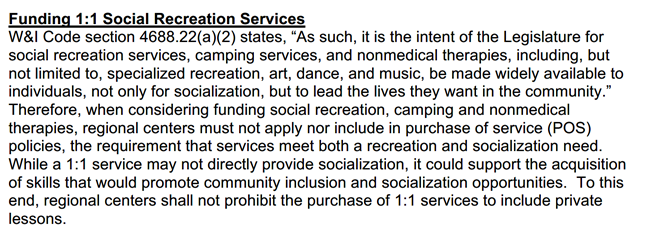 Funding 1:1 Social Recreation Services
W&I Code section 4688.22(a)(2) states, “As such, it is the intent of the Legislature for
social recreation services, camping services, and nonmedical therapies, including, but
not limited to, specialized recreation, art, dance, and music, be made widely available to
individuals, not only for socialization, but to lead the lives they want in the community.”
Therefore, when considering funding social recreation, camping and nonmedical
therapies, regional centers must not apply nor include in purchase of service (POS)
policies, the requirement that services meet both a recreation and socialization need.
While a 1:1 service may not directly provide socialization, it could support the acquisition
of skills that would promote community inclusion and socialization opportunities.  To this
end, regional centers shall not prohibit the purchase of 1:1 services to include private
lessons.